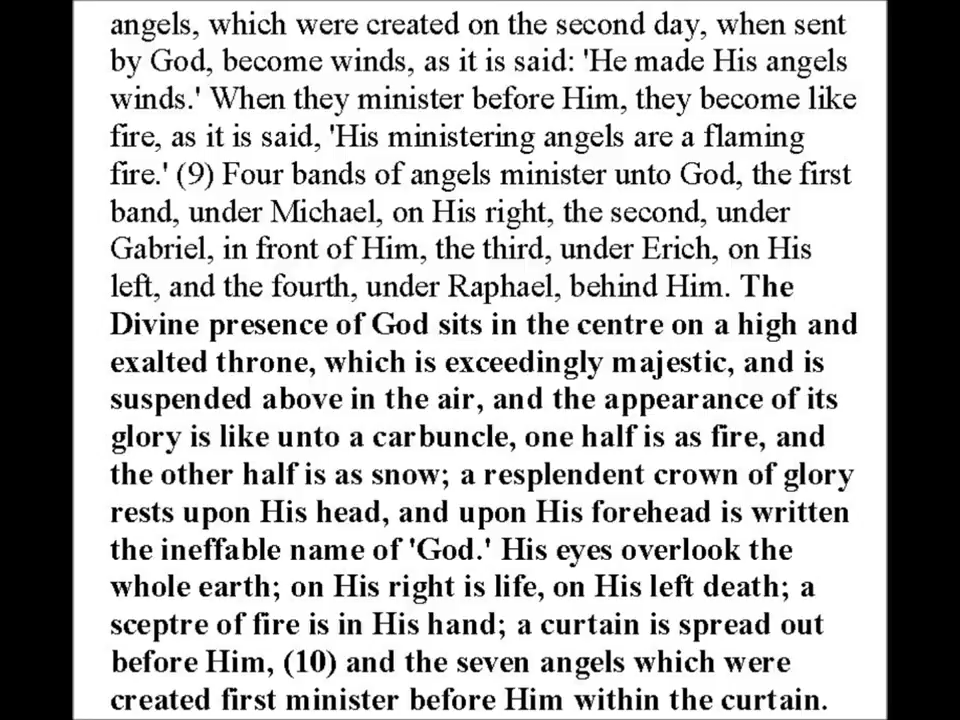 angels, which were created on the second day, when sent
by God, become winds, as it is said: 'He made His angels
winds.' When they minister before Him, they become like
fire, as it is said, 'His ministering angels are a flaming
fire.' (9) Four bands of angels minister unto God, the first
band, under Michael, on His right, the second, under
Gabriel, in front of Him, the third, under Erich, on His
left, and the fourth, under Raphael, behind Him. The
Divine presence of God sits in the centre on a high and
exalted throne, which is exceedingly majestic, and is
suspended above in the air, and the appearance of its
glory is like unto a carbuncle, one half is as fire, and
the other half is as snow; a resplendent crown of glory
rests upon His head, and upon His forehead is written
the ineffable name of 'God.' His eyes overlook the
whole earth; on His right is life, on His left death; a
sceptre of fire is in His hand; a curtain is spread out
before Him, (10) and the seven angels which were
created first minister before Him within the curtain.